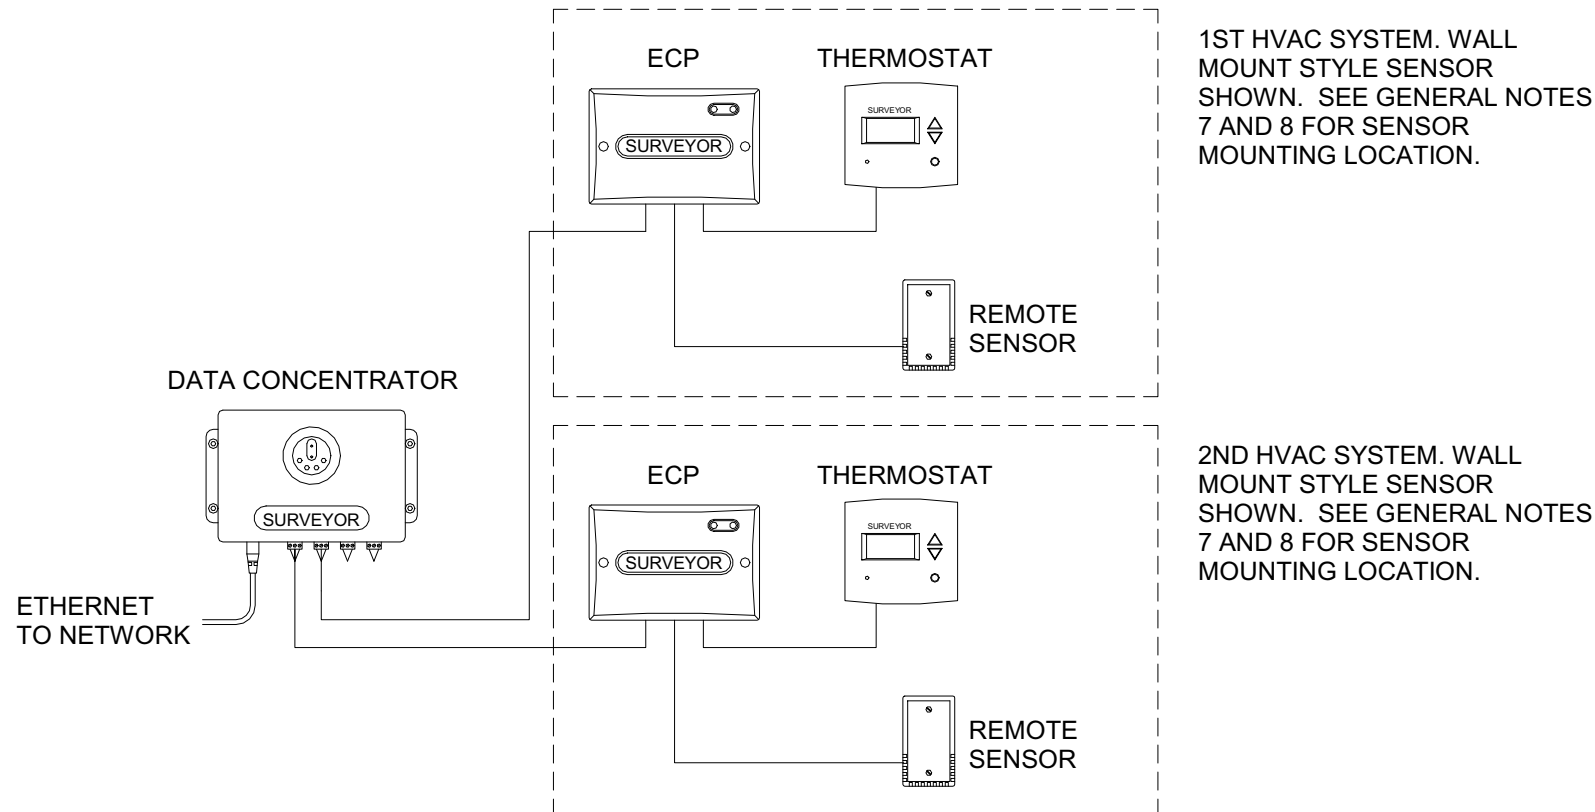 ECP
THERMOSTAT
SURVEYOR
SURVEYOR
REMOTE
SENSOR
1ST HVAC SYSTEM. WALL
MOUNT STYLE SENSOR
SHOWN.  SEE GENERAL NOTES
7 AND 8 FOR SENSOR
MOUNTING LOCATION.
DATA CONCENTRATOR
SURVEYOR
ETHERNET
TO NETWORK
ECP
THERMOSTAT
SURVEYOR
SURVEYOR
REMOTE
SENSOR
2ND HVAC SYSTEM. WALL
MOUNT STYLE SENSOR
SHOWN.  SEE GENERAL NOTES
7 AND 8 FOR SENSOR
MOUNTING LOCATION.